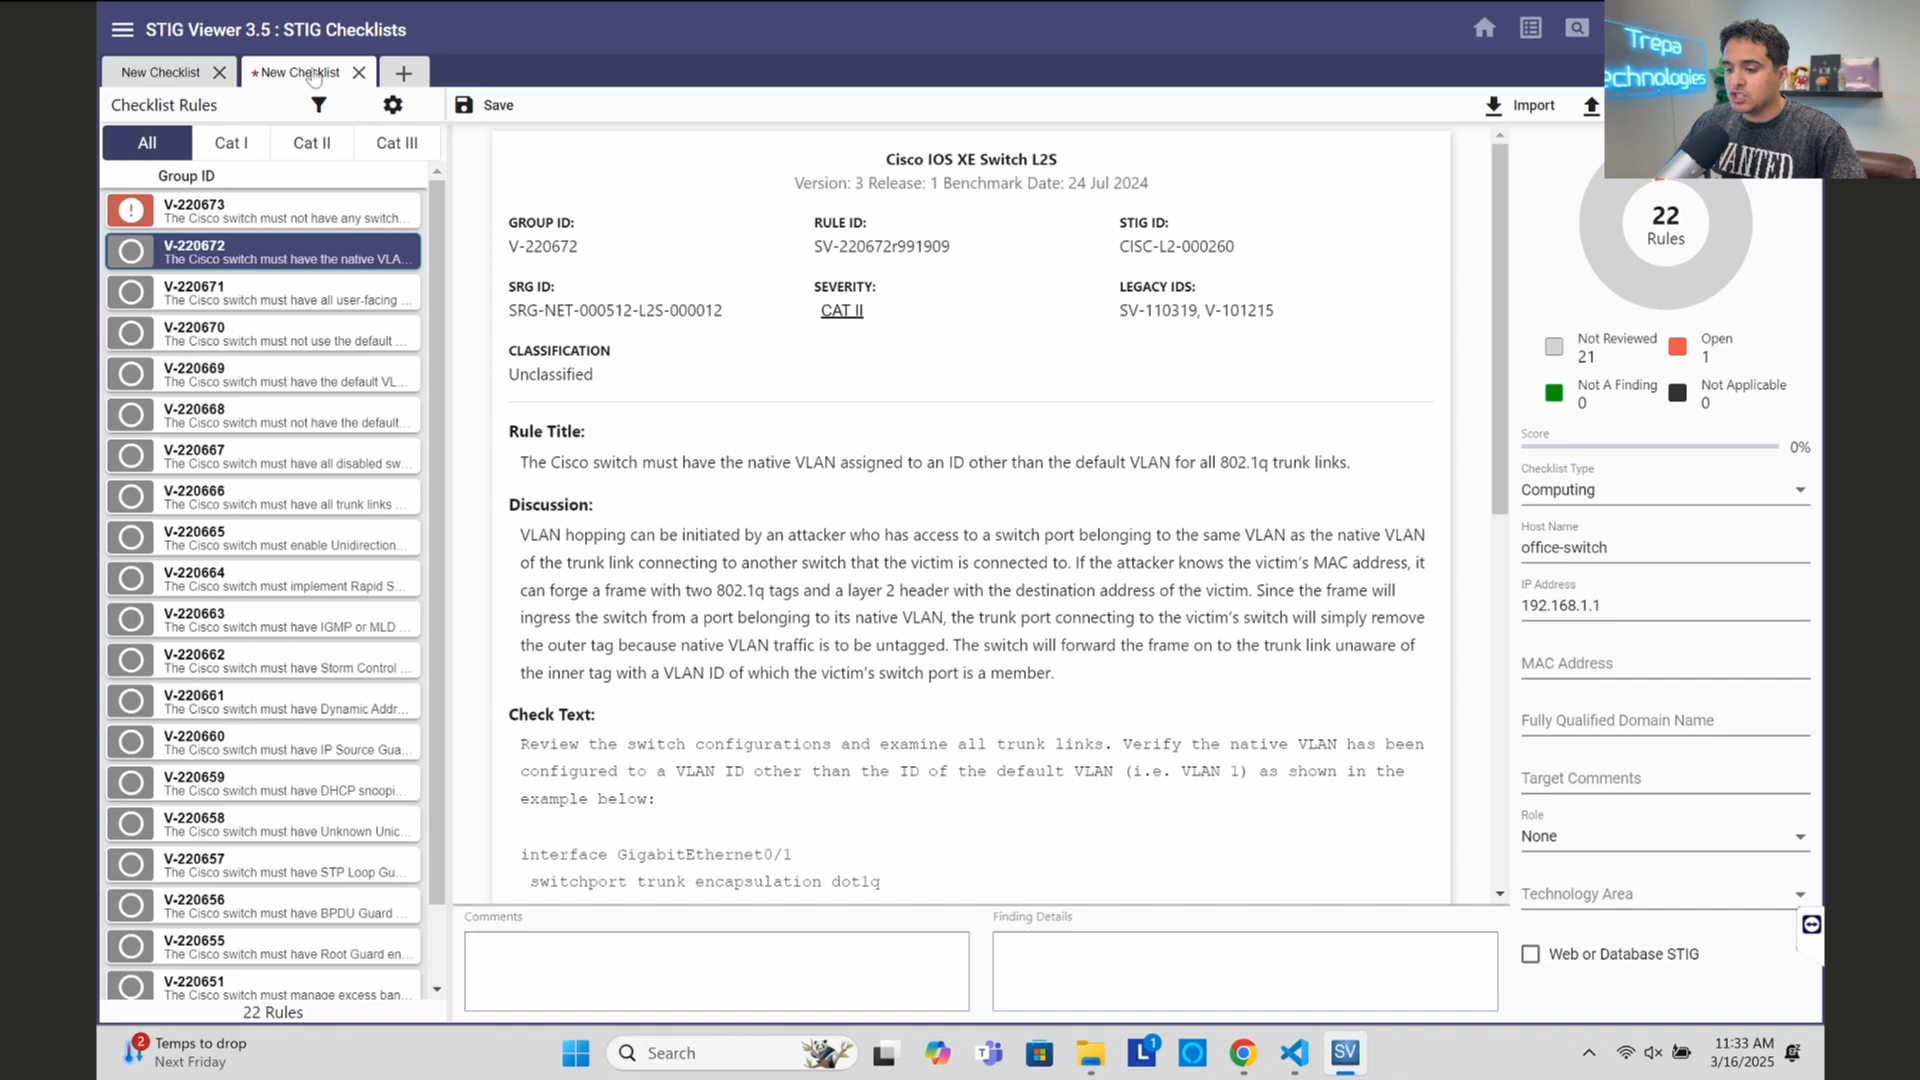 STIG Viewer 3.5 : STIG Checklists
New Checklist
*New Checklist
Checklist Rules
Save
Import
All
Cat I
Cat II
Cat III
Group ID
V-220673
The Cisco switch must not have any switch...
V-220672
The Cisco switch must have the native VLA...
V-220671
The Cisco switch must have all user-facing ...
V-220670
The Cisco switch must not use the default ...
V-220669
The Cisco switch must have the default VL...
V-220668
The Cisco switch must not have the default...
V-220667
The Cisco switch must have all disabled sw...
V-220666
The Cisco switch must have all trunk links ...
V-220665
The Cisco switch must enable Unidirection...
V-220664
The Cisco switch must implement Rapid S...
V-220663
The Cisco switch must have IGMP or MLD ...
V-220662
The Cisco switch must have Storm Control ...
V-220661
The Cisco switch must have Dynamic Addr...
V-220660
The Cisco switch must have IP Source Gua...
V-220659
The Cisco switch must have DHCP snoopi...
V-220658
The Cisco switch must have Unknown Unic...
V-220657
The Cisco switch must have STP Loop Gu...
V-220656
The Cisco switch must have BPDU Guard ...
V-220655
The Cisco switch must have Root Guard en...
V-220651
The Cisco switch must manage excess ban...
22 Rules
Cisco IOS XE Switch L2S
Version: 3 Release: 1 Benchmark Date: 24 Jul 2024
GROUP ID:
V-220672
RULE ID:
SV-220672r991909
STIG ID:
CISC-L2-000260
SRG ID:
SRG-NET-000512-L2S-000012
SEVERITY:
CAT II
LEGACY IDS:
SV-110319, V-101215
CLASSIFICATION
Unclassified
Rule Title:
The Cisco switch must have the native VLAN assigned to an ID other than the default VLAN for all 802.1q trunk links.
Discussion:
VLAN hopping can be initiated by an attacker who has access to a switch port belonging to the same VLAN as the native VLAN
of the trunk link connecting to another switch that the victim is connected to. If the attacker knows the victim's MAC address, it
can forge a frame with two 802.1q tags and a layer 2 header with the destination address of the victim. Since the frame will
ingress the switch from a port belonging to its native VLAN, the trunk port connecting to the victim's switch will simply remove
the outer tag because native VLAN traffic is to be untagged. The switch will forward the frame on to the trunk link unaware of
the inner tag with a VLAN ID of which the victim's switch port is a member.
Check Text:
Review the switch configurations and examine all trunk links. Verify the native VLAN has been
configured to a VLAN ID other than the ID of the default VLAN (i.e. VLAN 1) as shown in the
example below:
interface GigabitEthernet0/1
switchport trunk encapsulation dot1q
Comments
Finding Details
Trepa
Technologies
WANTED
22
Rules
Not Reviewed
21
Open
1
Not A Finding
0
Not Applicable
0
Score
0%
Checklist Type
Computing
Host Name
office-switch
IP Address
192.168.1.1
MAC Address
Fully Qualified Domain Name
Target Comments
Role
None
Technology Area
Web or Database STIG
2
Temps to drop
Next Friday
Search
L
1
SV
11:33 AM
3/16/2025